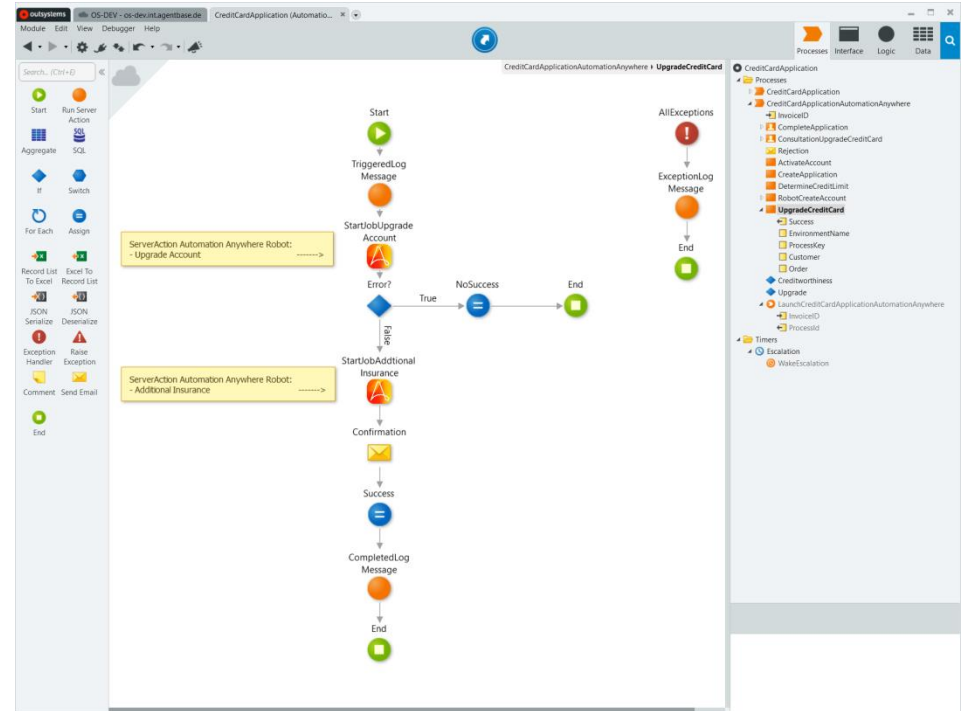 outsystems
OS-DEV - os-dev.int.agentbase.de
CreditCardApplication (Automatio...
Module Edit View Debugger Help
Processes Interface Logic Data
Search... (Ctrl+E)
Start
Run Server
Action
Aggregate
SQL
If
Switch
For Each
Assign
Record List
To Excel
Excel To
Record List
JSON
Serialize
JSON
Deserialize
Exception
Handler
Raise
Exception
Comment
Send Email
End
CreditCardApplicationAutomationAnywhere UpgradeCreditCard
Start
TriggeredLog
Message
StartJobUpgrade
Account
ServerAction Automation Anywhere Robot:
- Upgrade Account ------->
Error?
True
NoSuccess
End
False
StartJobAddtional
Insurance
ServerAction Automation Anywhere Robot:
- Additional Insurance ------->
Confirmation
Success
CompletedLog
Message
End
AllExceptions
ExceptionLog
Message
End
CreditCardApplication
Processes
CreditCardApplication
CreditCardApplicationAutomationAnywhere
InvoiceID
CompleteApplication
ConsultationUpgradeCreditCard
Rejection
ActivateAccount
CreateApplication
DetermineCreditLimit
RobotCreateAccount
UpgradeCreditCard
Success
EnvironmentName
ProcessKey
Customer
Order
Creditworthiness
Upgrade
LaunchCreditCardApplicationAutomationAnywhere
InvoiceID
ProcessId
Timers
Escalation
WakeEscalation